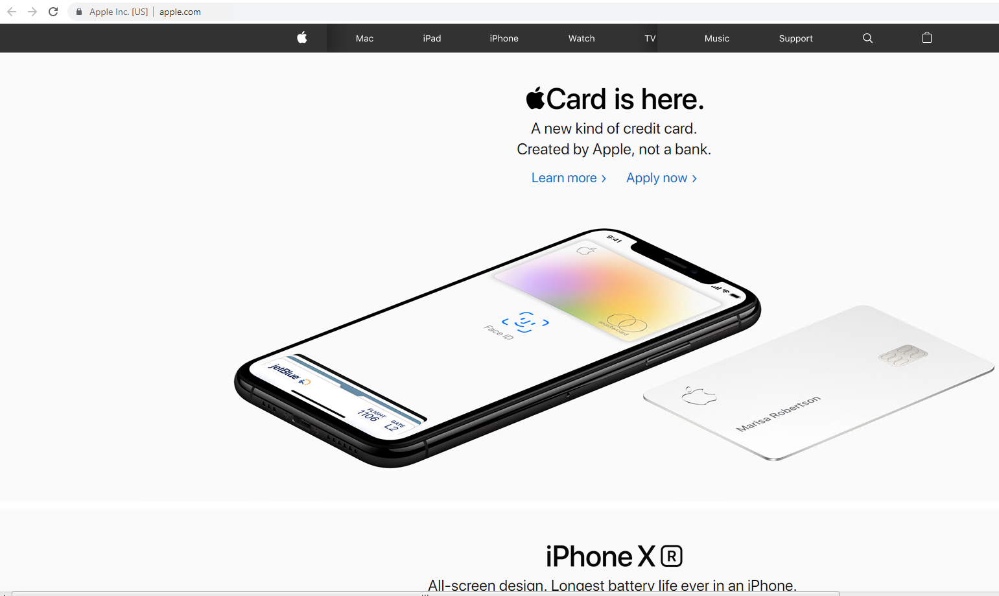 Apple Inc. [US] | apple.com
Mac iPad iPhone Watch TV Music Support
Card is here.
A new kind of credit card.
Created by Apple, not a bank.
Learn more > Apply now >
9:41
mastercard
Face ID
jetBlue
FLIGHT
1106
GATE
L2
Marisa Robertson
iPhone XR
All-screen design. Longest battery life ever in an iPhone.